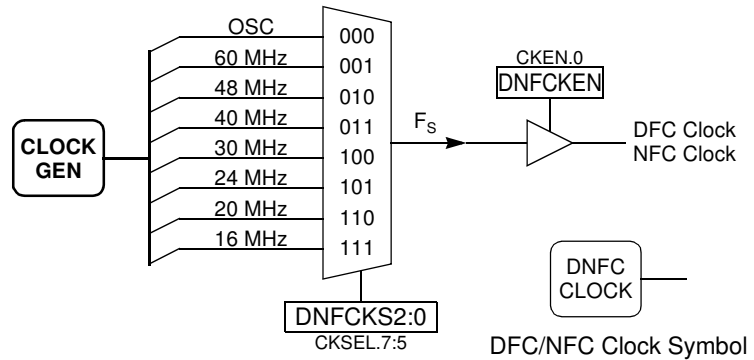 OSC
60 MHz
48 MHz
40 MHz
30 MHz
24 MHz
20 MHz
16 MHz
CLOCK
GEN
000
001
010
011
100
101
110
111
DNFCKS2:0
CKSEL.7:5
FS
CKEN.0
DNFCKEN
DFC Clock
NFC Clock
DNFC
CLOCK
DFC/NFC Clock Symbol